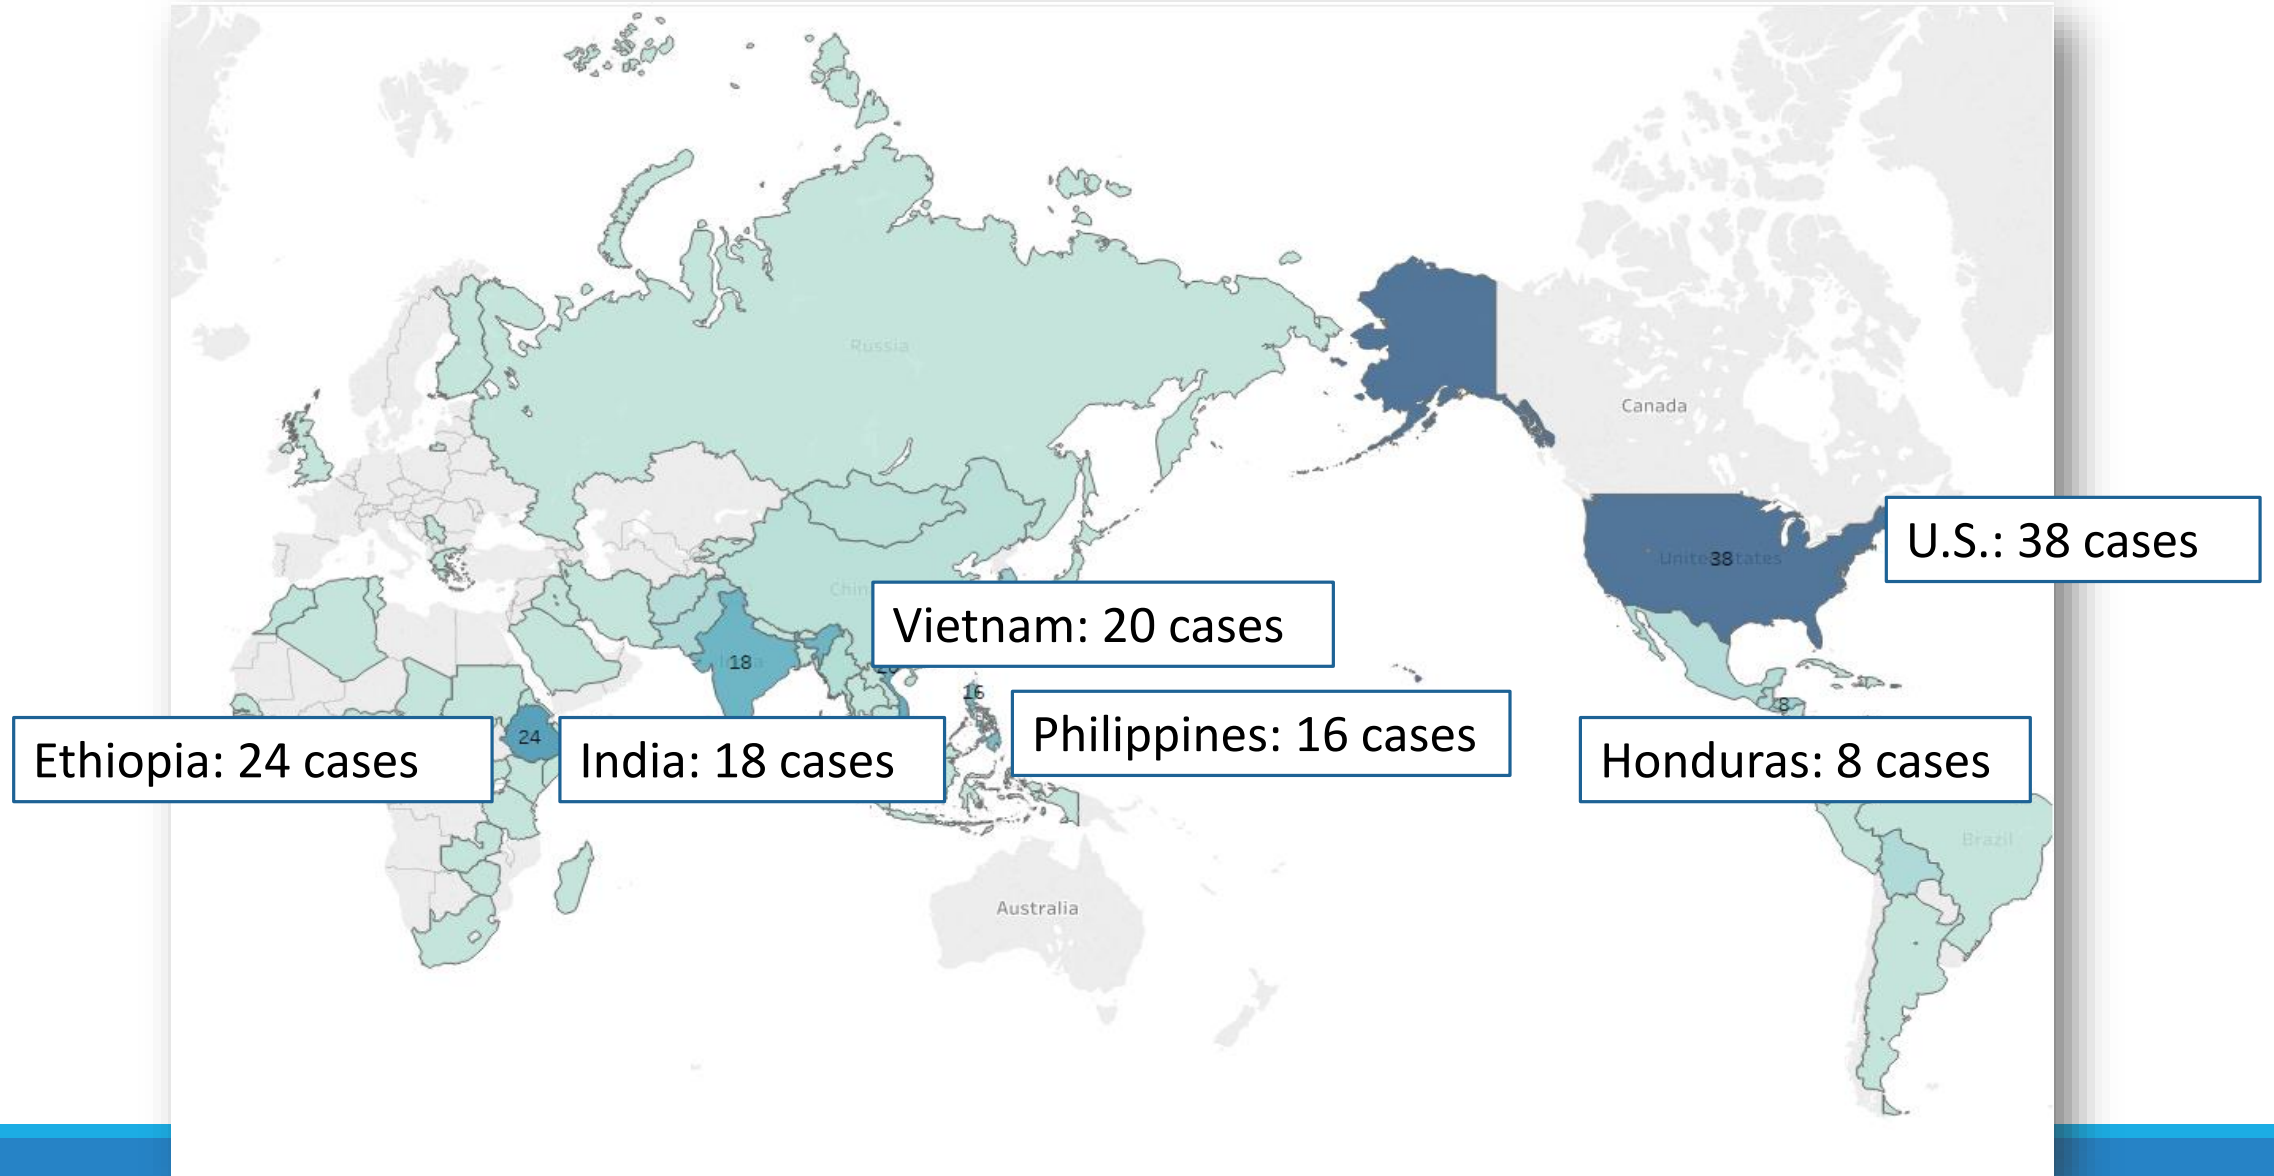 Russia
Canada
U.S.: 38 cases
38
Vietnam: 20 cases
18
16
8
Ethiopia: 24 cases
24
India: 18 cases
Philippines: 16 cases
Honduras: 8 cases
Brazil
Australia